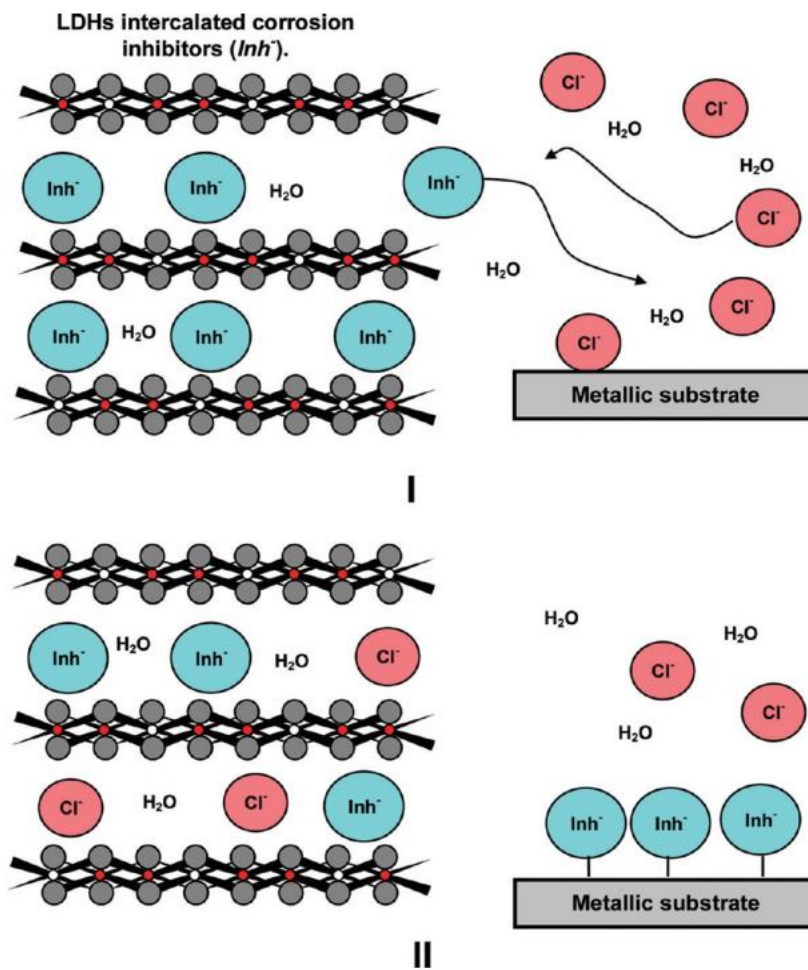 LDHs intercalated corrosion
inhibitors (Inh⁻).
Cl⁻
Cl⁻
H₂O
H₂O
Inh⁻
Inh⁻
H₂O
Inh⁻
Cl⁻
H₂O
Cl⁻
H₂O
Inh⁻
H₂O
Inh⁻
Inh⁻
Cl⁻
Metallic substrate
I
H₂O
H₂O
Inh⁻
H₂O
Inh⁻
H₂O
Cl⁻
Cl⁻
Cl⁻
H₂O
Cl⁻
H₂O
Cl⁻
Inh⁻
Inh⁻
Inh⁻
Inh⁻
Metallic substrate
II